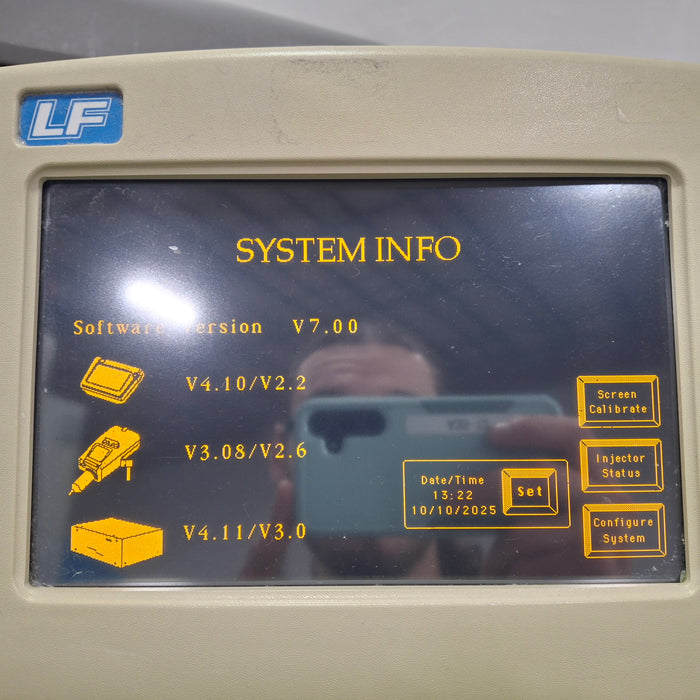 LF
SYSTEM INFO
Software Version V7.00
V4.10/V2.2
V3.08/V2.6
V4.11/V3.0
Date/Time
13:22
10/10/2025
Set
Screen
Calibrate
Injector
Status
Configure
System